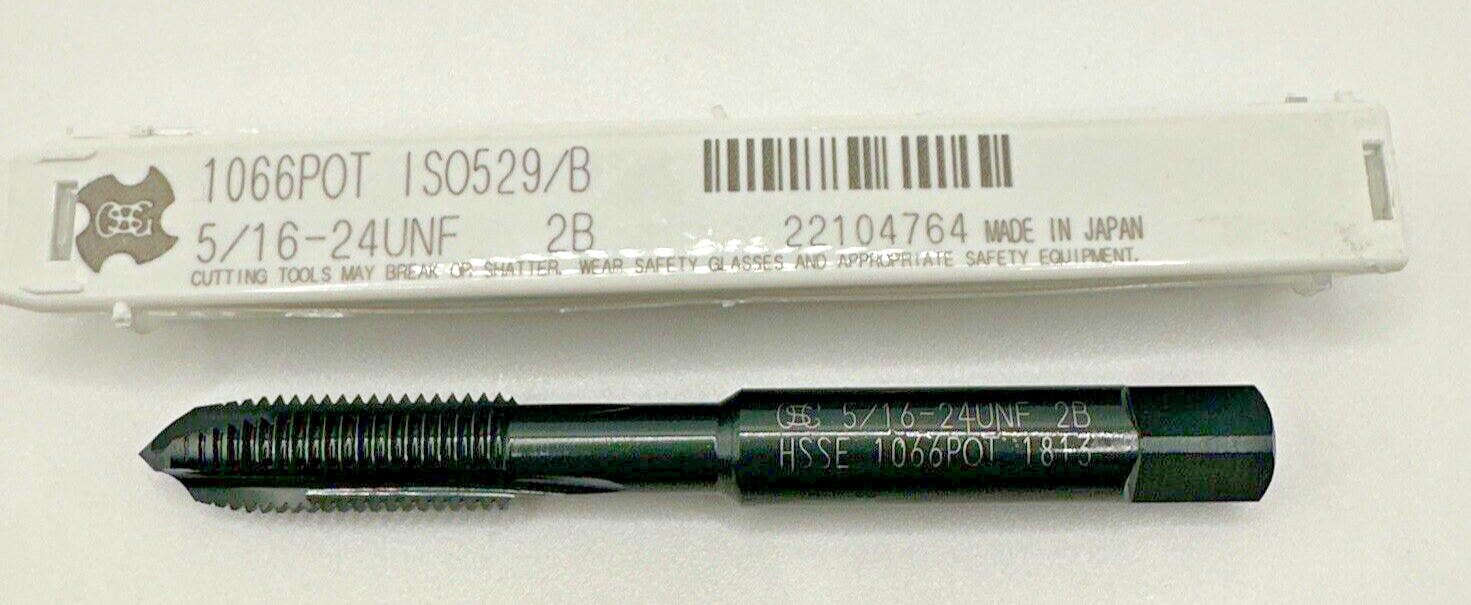 1066POT ISO529/B
5/16-24UNF 2B
22104764 MADE IN JAPAN
CUTTING TOOLS MAY BREAK OR SHATTER. WEAR SAFETY GLASSES AND APPROPRIATE SAFETY EQUIPMENT.
OSG
OSG 5/16-24UNF 2B
HSSE 1066POT 1813